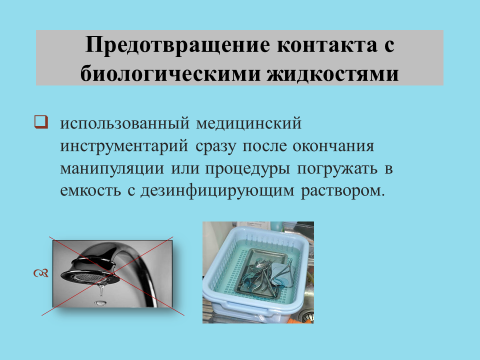 Предотвращение контакта с
биологическими жидкостями
использованный медицинский
инструментарий сразу после окончания
манипуляции или процедуры погружать в
емкость с дезинфицирующим раствором.